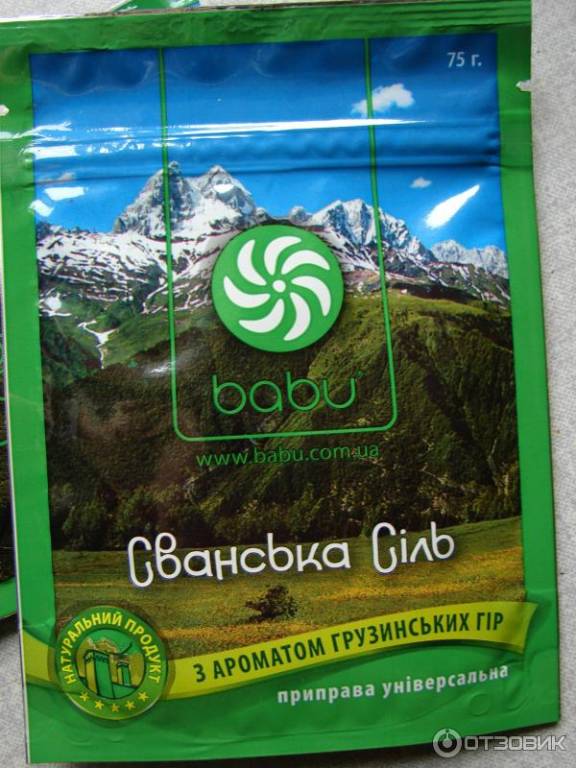 75 г.
babu
www.babu.com.ua
Сванська Сіль
НАТУРАЛЬНИЙ ПРОДУКТ
З АРОМАТОМ ГРУЗИНСЬКИХ ГІР
приправа універсальна
ОТЗОВИК